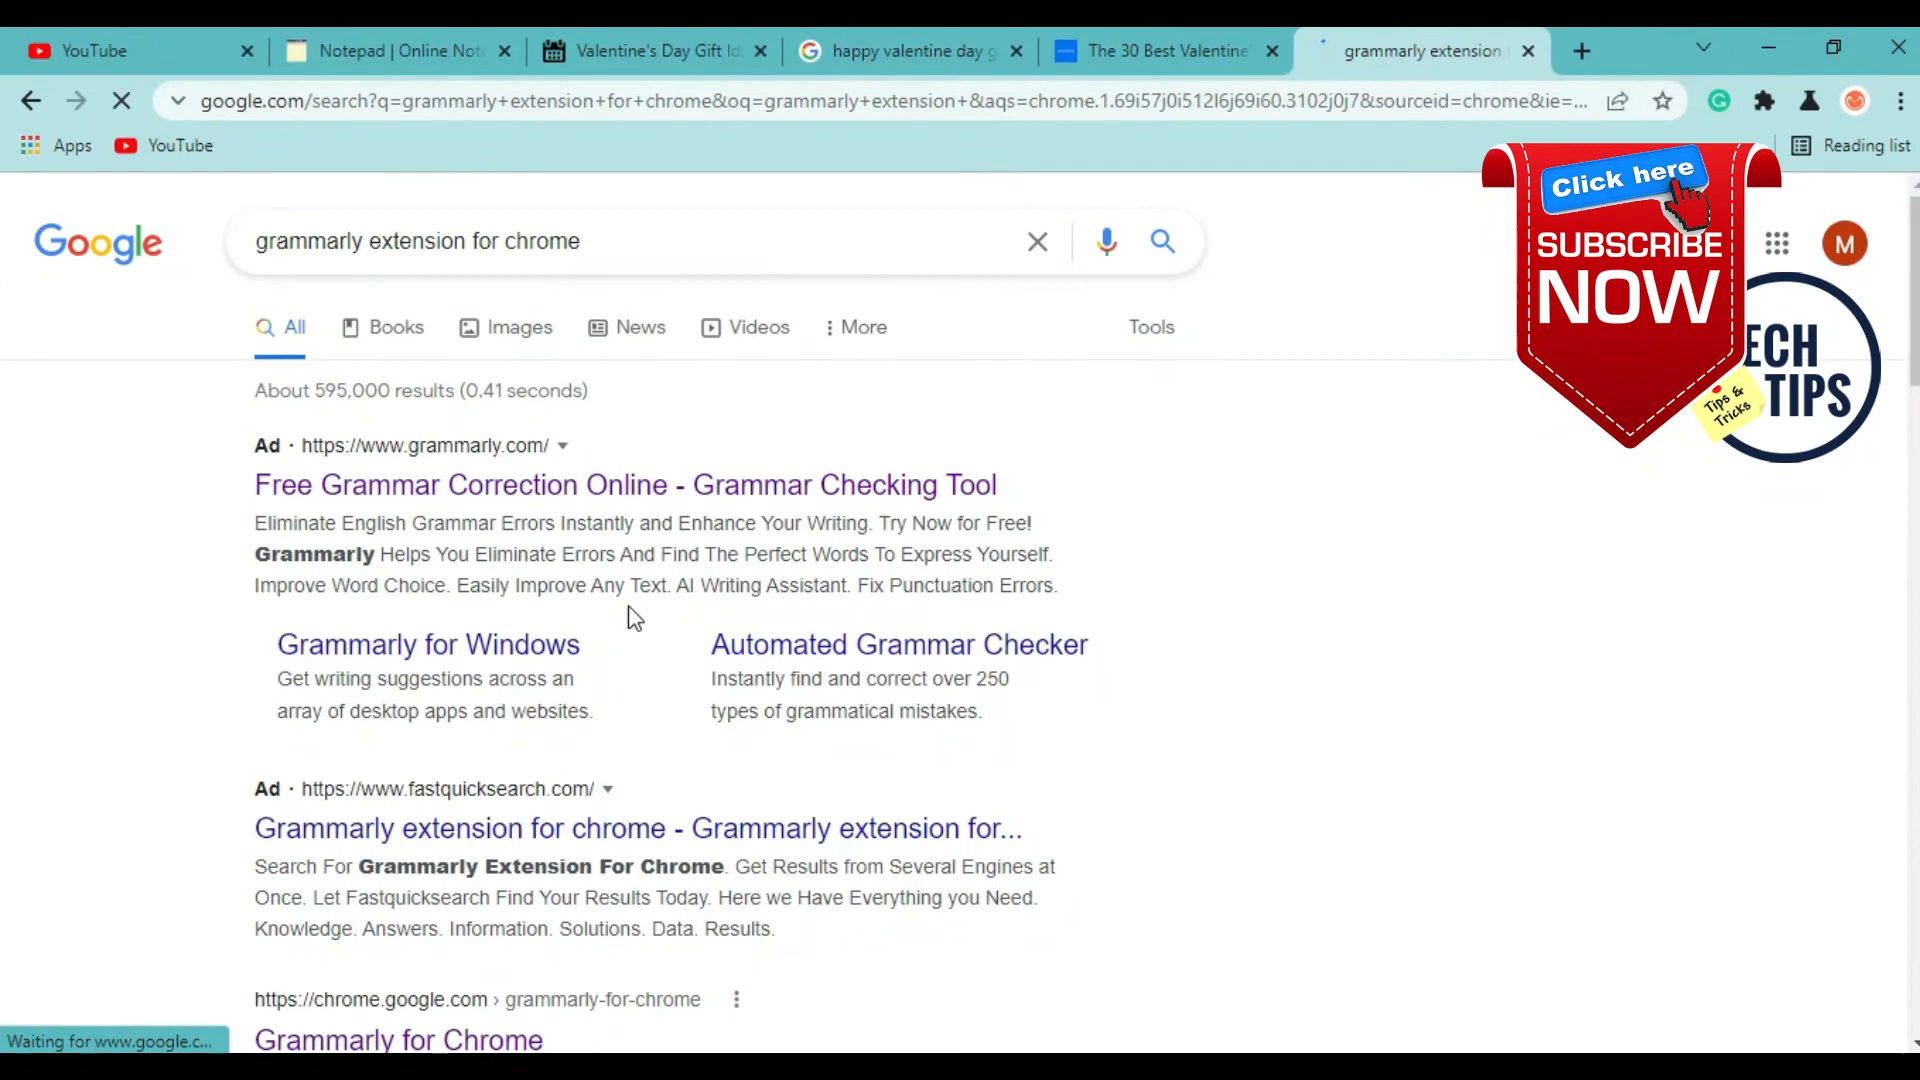 YouTube
Notepad | Online Not
Valentine's Day Gift Id
happy valentine day g
The 30 Best Valentine'
grammarly extension
google.com/search?q=grammarly+extension+for+chrome&oq=grammarly+extension+&aqs=chrome.1.69i57j0i512l6j69i60.3102j0j7&sourceid=chrome&ie=...
Apps
YouTube
Reading list
Click here
SUBSCRIBE
NOW
ECH
TIPS
Tips &
Tricks
Google
grammarly extension for chrome
M
All
Books
Images
News
Videos
More
Tools
About 595,000 results (0.41 seconds)
Ad · https://www.grammarly.com/
Free Grammar Correction Online - Grammar Checking Tool
Eliminate English Grammar Errors Instantly and Enhance Your Writing. Try Now for Free!
Grammarly Helps You Eliminate Errors And Find The Perfect Words To Express Yourself.
Improve Word Choice. Easily Improve Any Text. AI Writing Assistant. Fix Punctuation Errors.
Grammarly for Windows
Get writing suggestions across an
array of desktop apps and websites.
Automated Grammar Checker
Instantly find and correct over 250
types of grammatical mistakes.
Ad · https://www.fastquicksearch.com/
Grammarly extension for chrome - Grammarly extension for...
Search For Grammarly Extension For Chrome. Get Results from Several Engines at
Once. Let Fastquicksearch Find Your Results Today. Here we Have Everything you Need.
Knowledge. Answers. Information. Solutions. Data. Results.
https://chrome.google.com › grammarly-for-chrome
Grammarly for Chrome
Waiting for www.google.c...